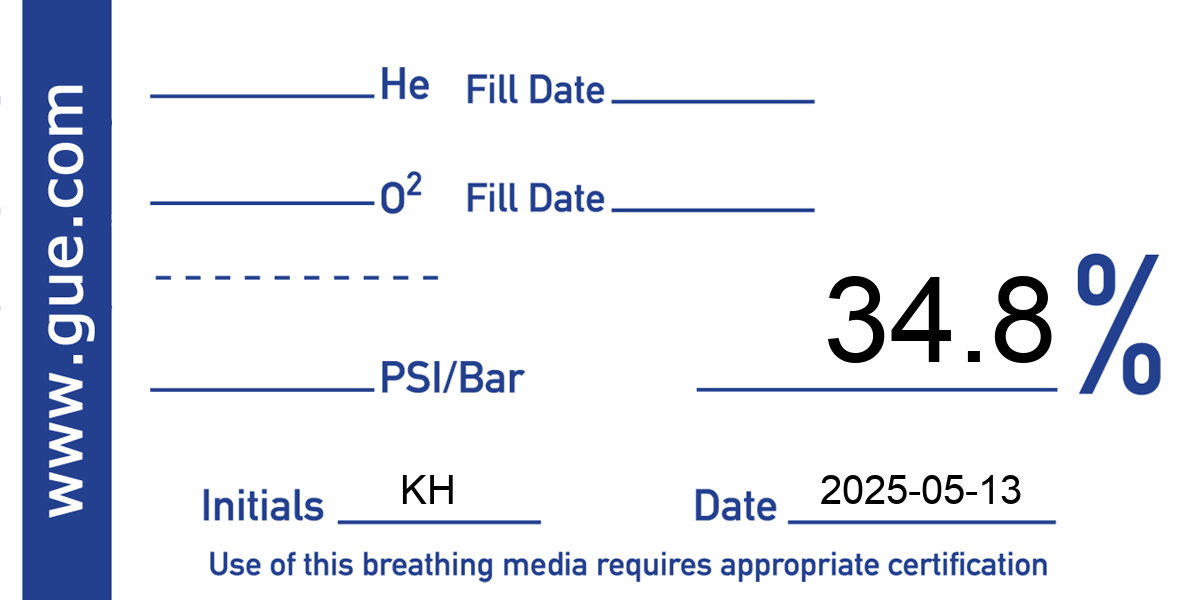 www.gue.com
He Fill Date
O² Fill Date
34.8%
PSI/Bar
Initials KH Date 2025-05-13
Use of this breathing media requires appropriate certification